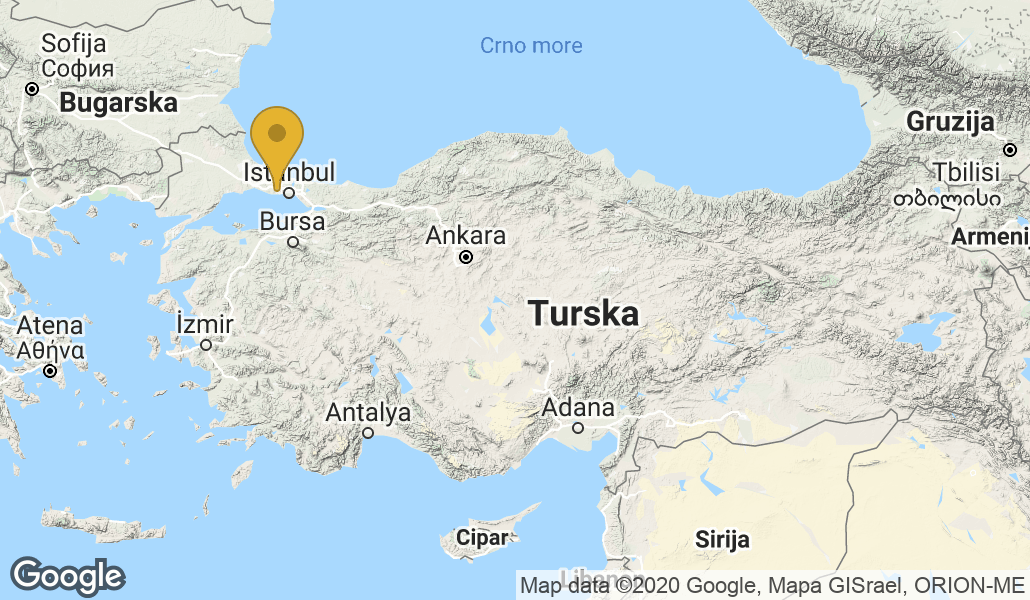 Crno more
Sofija
София
Bugarska
Gruzija
Tbilisi
თბილისი
Istanbul
Bursa
Ankara
Armenij
Turska
Atena
Αθήνα
İzmir
Antalya
Adana
Cipar
Sirija
Libanon
Google
Map data ©2020 Google, Mapa GISrael, ORION-ME